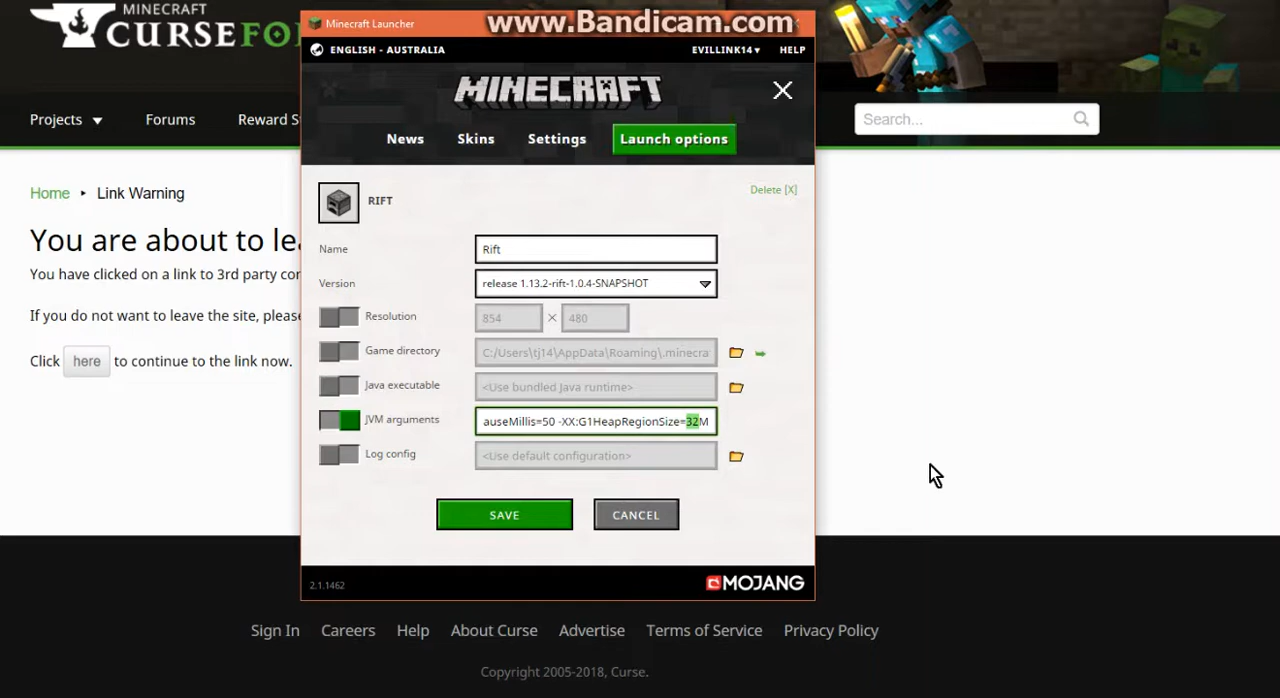 www.Bandicam.com
MINECRAFT
CURSEFO
Minecraft Launcher
ENGLISH - AUSTRALIA
EVILLINK14▾
HELP
MINECRAFT
Projects
Forums
Reward S
Search...
News
Skins
Settings
Launch options
Home ▸ Link Warning
You are about to lea
You have clicked on a link to 3rd party con
If you do not want to leave the site, please
Click here to continue to the link now.
RIFT
Delete [X]
Name
Rift
Version
release 1.13.2-rift-1.0.4-SNAPSHOT
Resolution
854 × 480
Game directory
C:/Users\tj14\AppData\Roaming\.minecra
Java executable
<Use bundled Java runtime>
JVM arguments
auseMillis=50 -XX:G1HeapRegionSize=32M
Log config
<Use default configuration>
SAVE
CANCEL
2.1.1462
MOJANG
Sign In
Careers
Help
About Curse
Advertise
Terms of Service
Privacy Policy
Copyright 2005-2018, Curse.